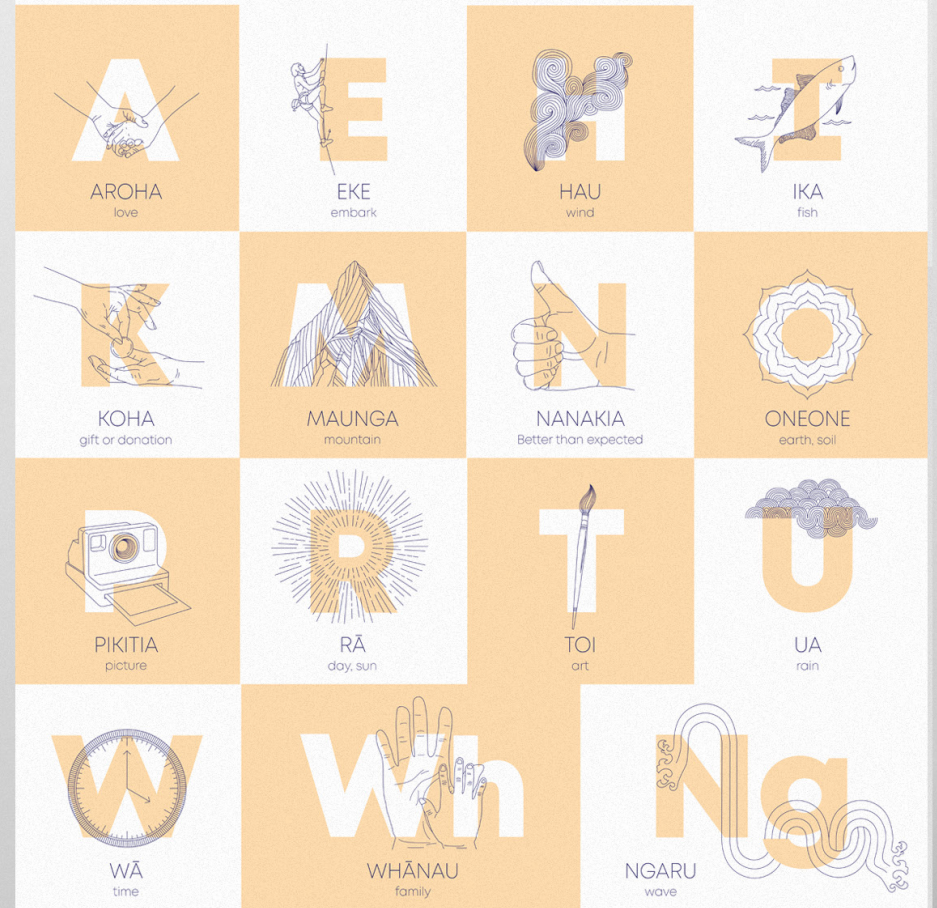 A
AROHA
love
E
EKE
embark
H
HAU
wind
I
IKA
fish
K
KOHA
gift or donation
M
MAUNGA
mountain
N
NANAKIA
Better than expected
O
ONEONE
earth, soil
P
PIKITIA
picture
R
RĀ
day, sun
T
TOI
art
U
UA
rain
W
WĀ
time
Wh
WHĀNAU
family
Ng
NGARU
wave